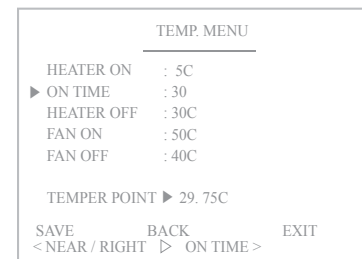 TEMP. MENU
HEATER ON : 5C
▶ ON TIME : 30
HEATER OFF : 30C
FAN ON : 50C
FAN OFF : 40C
TEMPER POINT ▶ 29. 75C
SAVE BACK EXIT
< NEAR / RIGHT ▷ ON TIME >